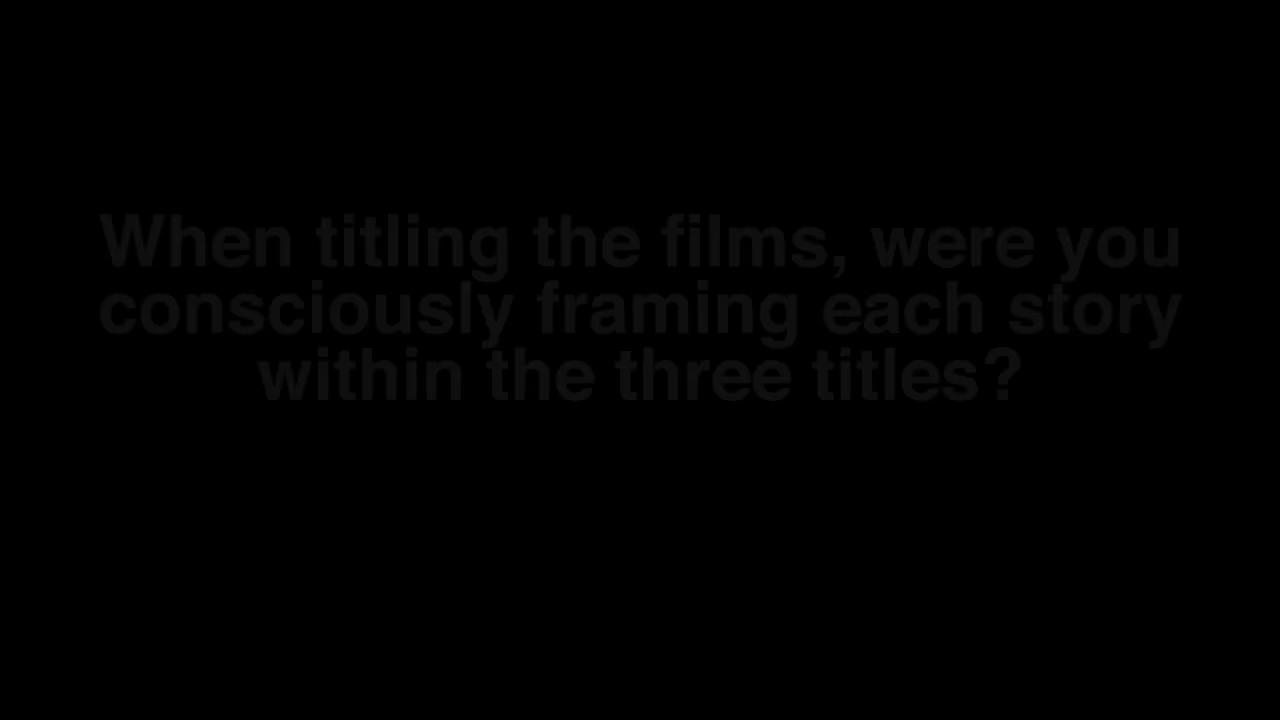 When titling the films, were you
consciously framing each story
within the three titles?